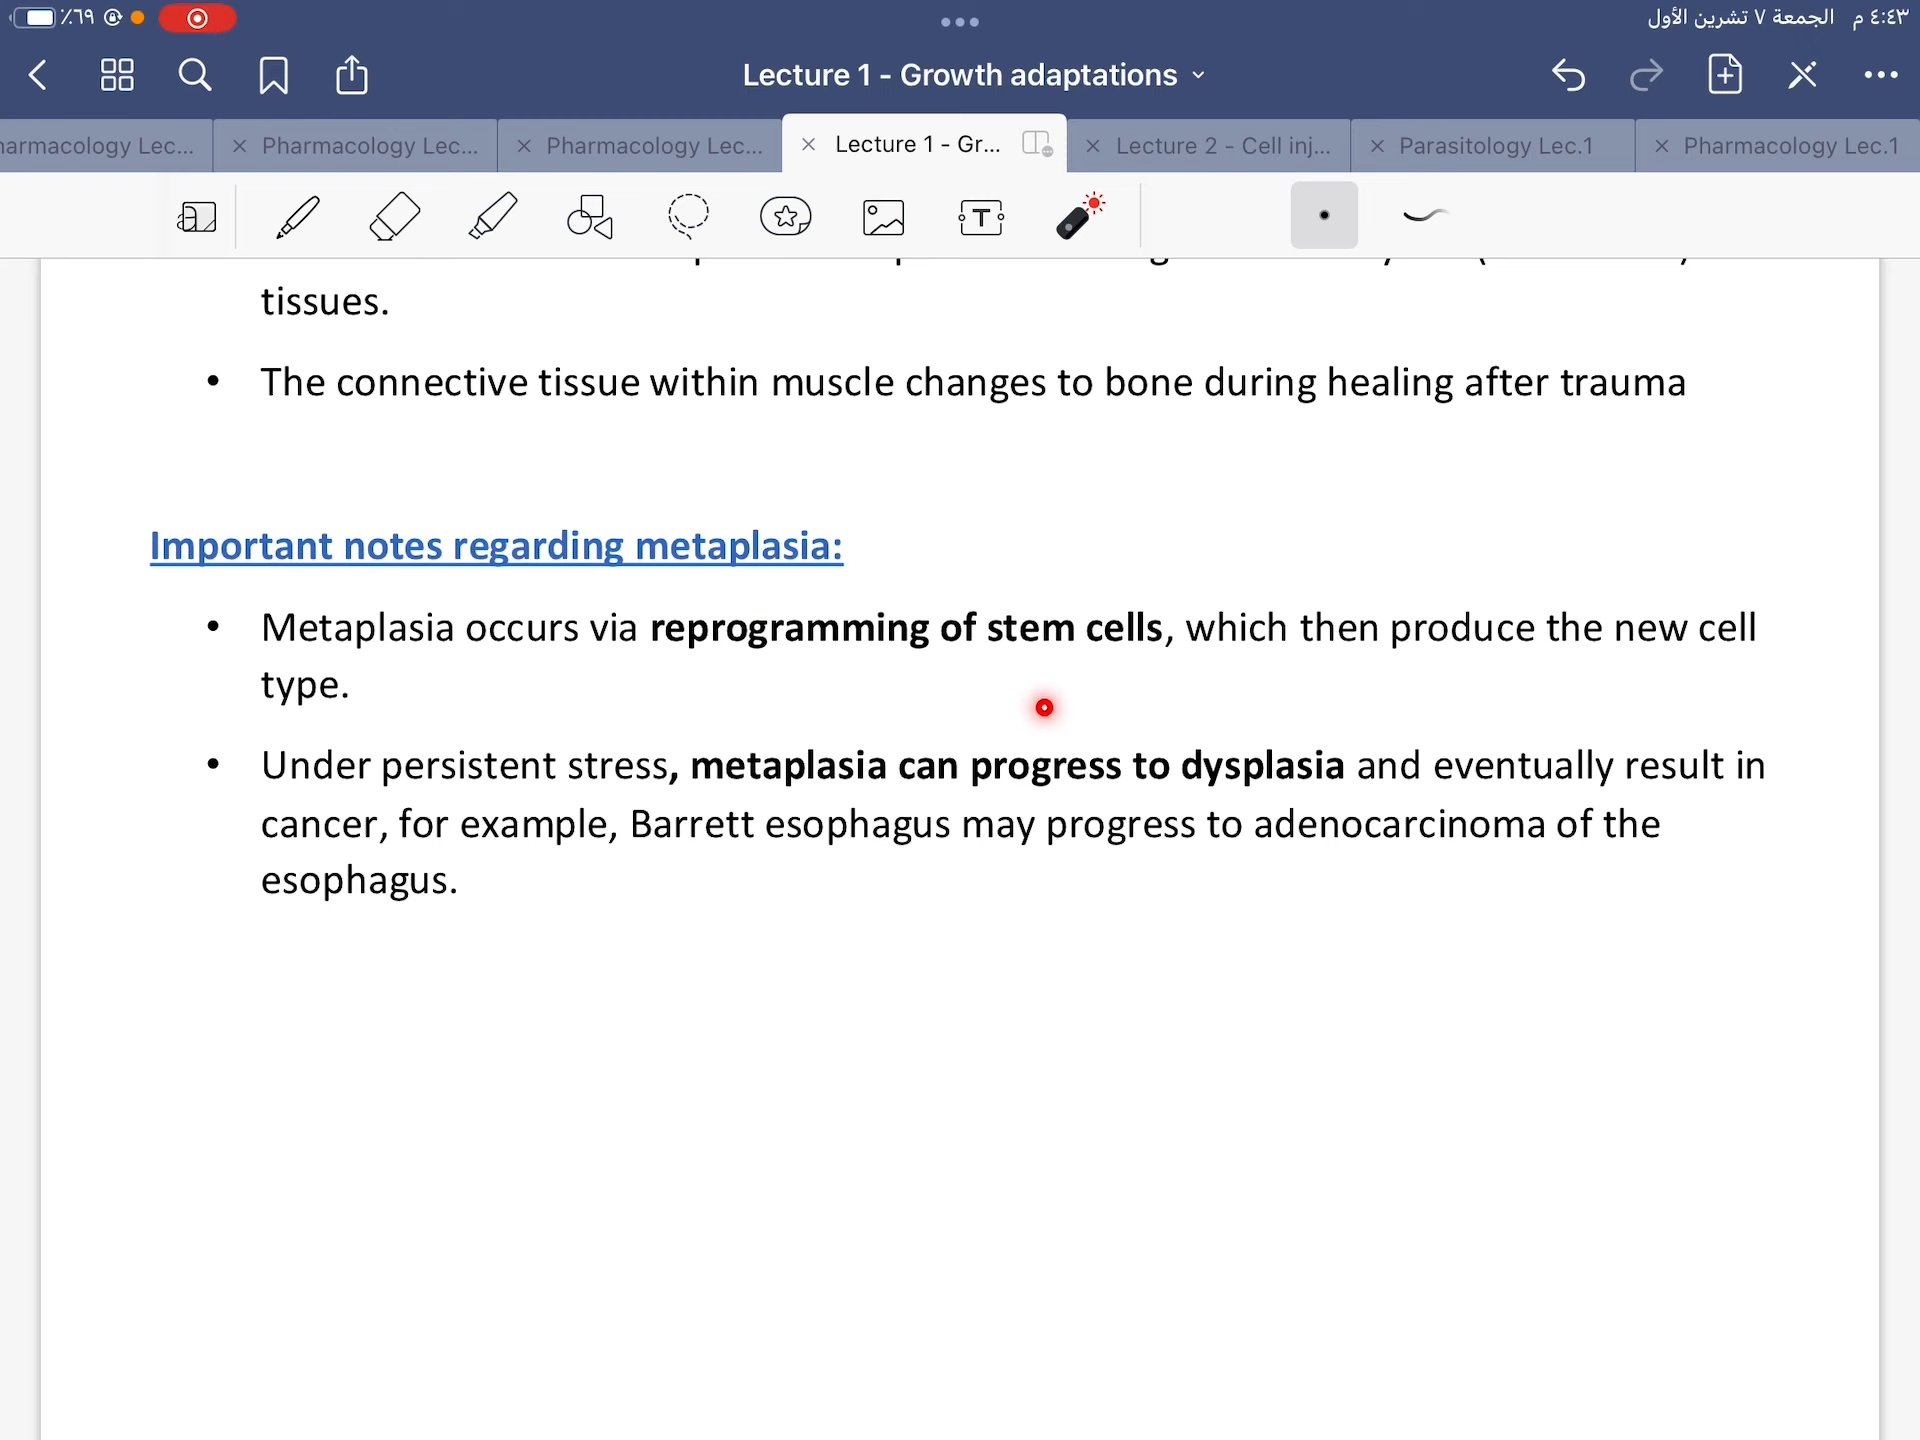 ٪٦٩
٤:٤٣ م الجمعة ٧ تشرين الأول
Lecture 1 - Growth adaptations
armacology Lec...
Pharmacology Lec...
Pharmacology Lec...
Lecture 1 - Gr...
Lecture 2 - Cell inj...
Parasitology Lec.1
Pharmacology Lec.1
tissues.
• The connective tissue within muscle changes to bone during healing after trauma
Important notes regarding metaplasia:
• Metaplasia occurs via reprogramming of stem cells, which then produce the new cell
type.
• Under persistent stress, metaplasia can progress to dysplasia and eventually result in
cancer, for example, Barrett esophagus may progress to adenocarcinoma of the
esophagus.